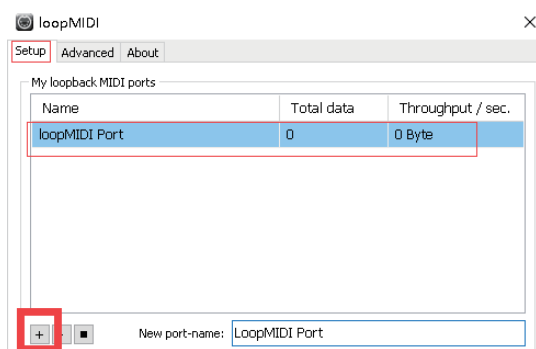 loopMIDI
Setup Advanced About
My loopback MIDI ports
Name Total data Throughput / sec.
loopMIDI Port 0 0 Byte
+ - ■ New port-name: LoopMIDI Port